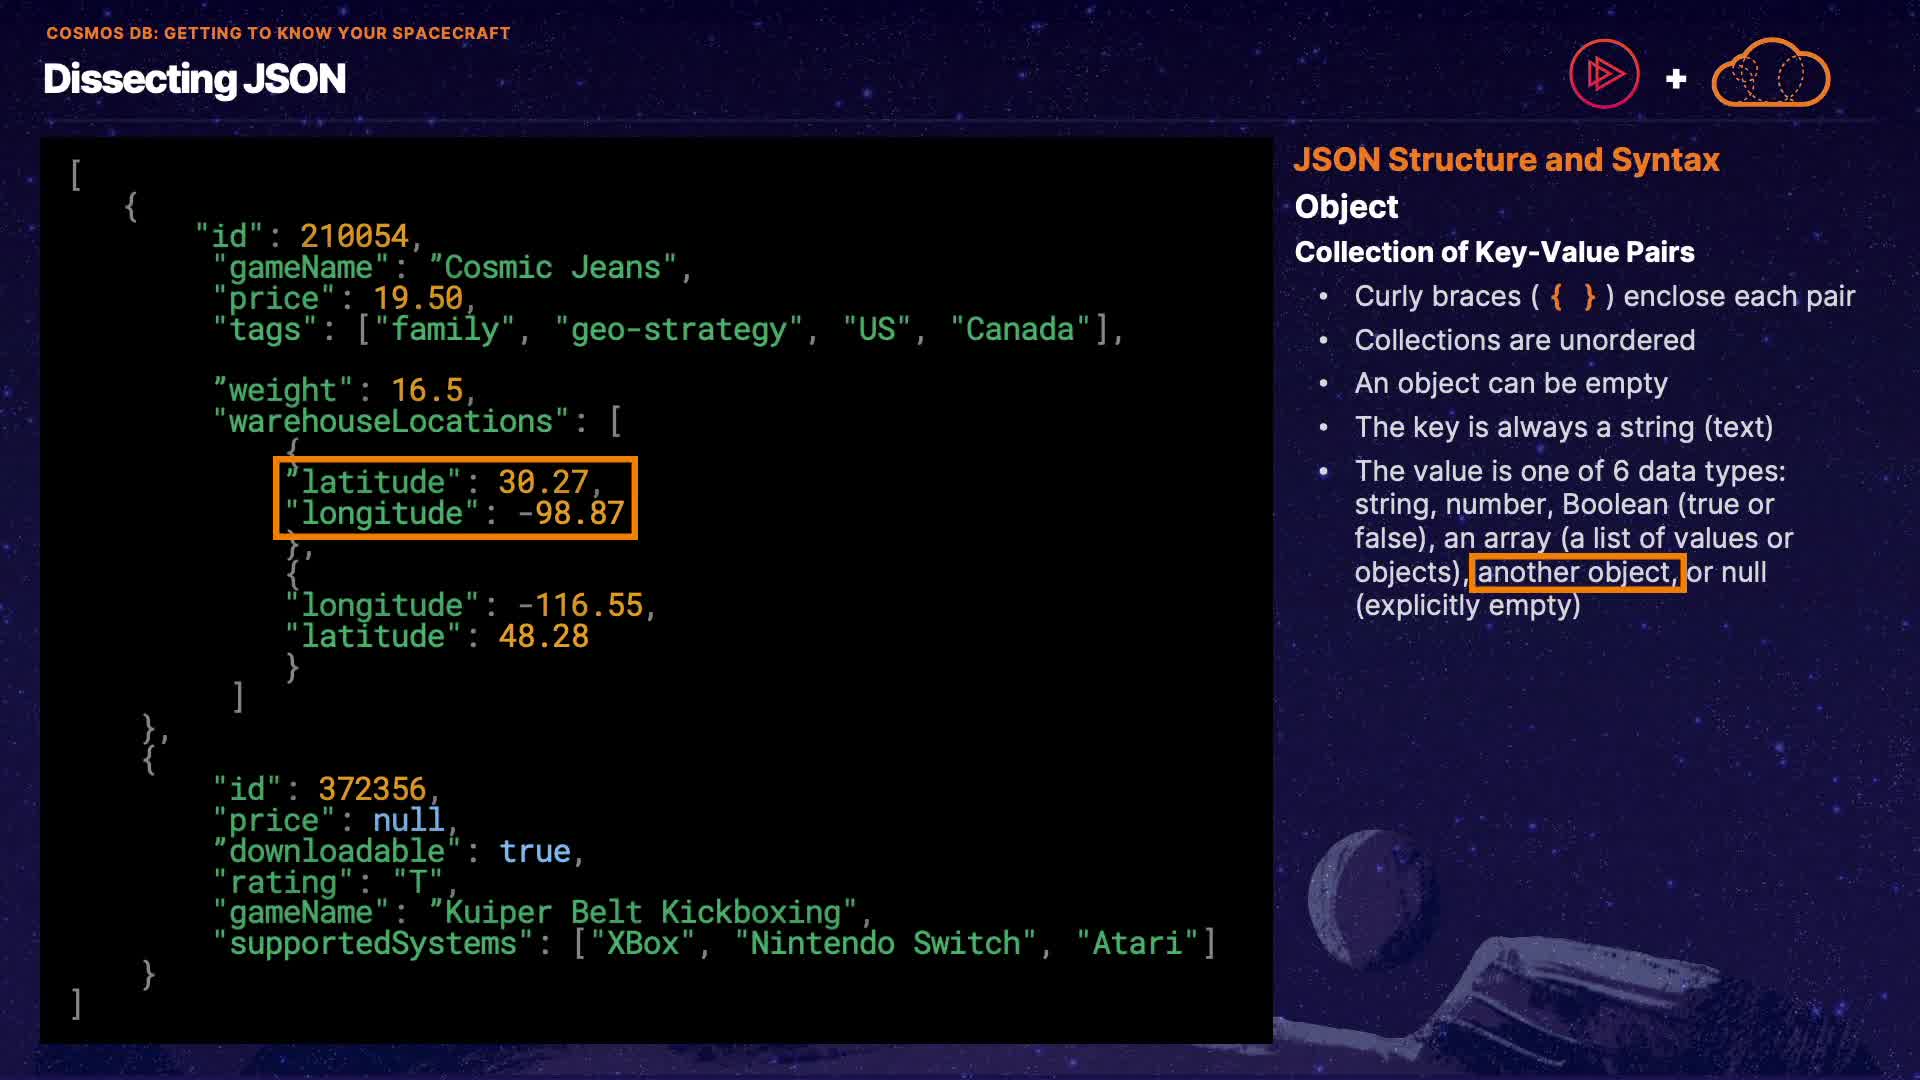 COSMOS DB: GETTING TO KNOW YOUR SPACECRAFT
Dissecting JSON
[
{
"id": 210054,
"gameName": ”Cosmic Jeans",
"price": 19.50,
"tags": ["family", "geo-strategy", "US", "Canada"],
”weight": 16.5,
"warehouseLocations": [
{
”latitude": 30.27,
"longitude": -98.87
},
{
"longitude": -116.55,
"latitude": 48.28
}
]
},
{
"id": 372356,
"price": null,
”downloadable": true,
"rating": "T",
"gameName": ”Kuiper Belt Kickboxing",
"supportedSystems": ["XBox", "Nintendo Switch", "Atari"]
}
]
JSON Structure and Syntax
Object
Collection of Key-Value Pairs
• Curly braces ( { } ) enclose each pair
• Collections are unordered
• An object can be empty
• The key is always a string (text)
• The value is one of 6 data types:
string, number, Boolean (true or
false), an array (a list of values or
objects), another object, or null
(explicitly empty)